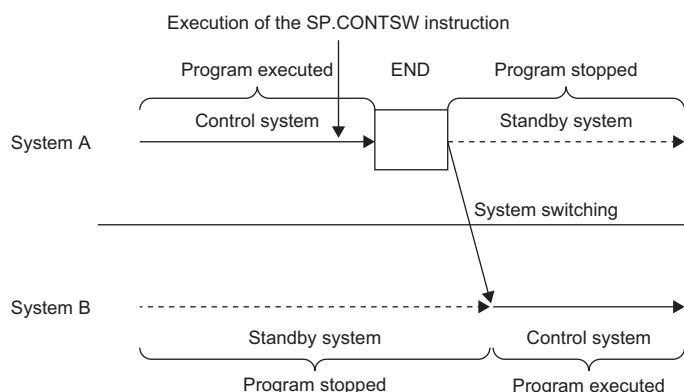 Execution of the SP.CONTSW instruction
Program executed
END
Program stopped
Control system
Standby system
System A
System switching
System B
Standby system
Control system
Program stopped
Program executed